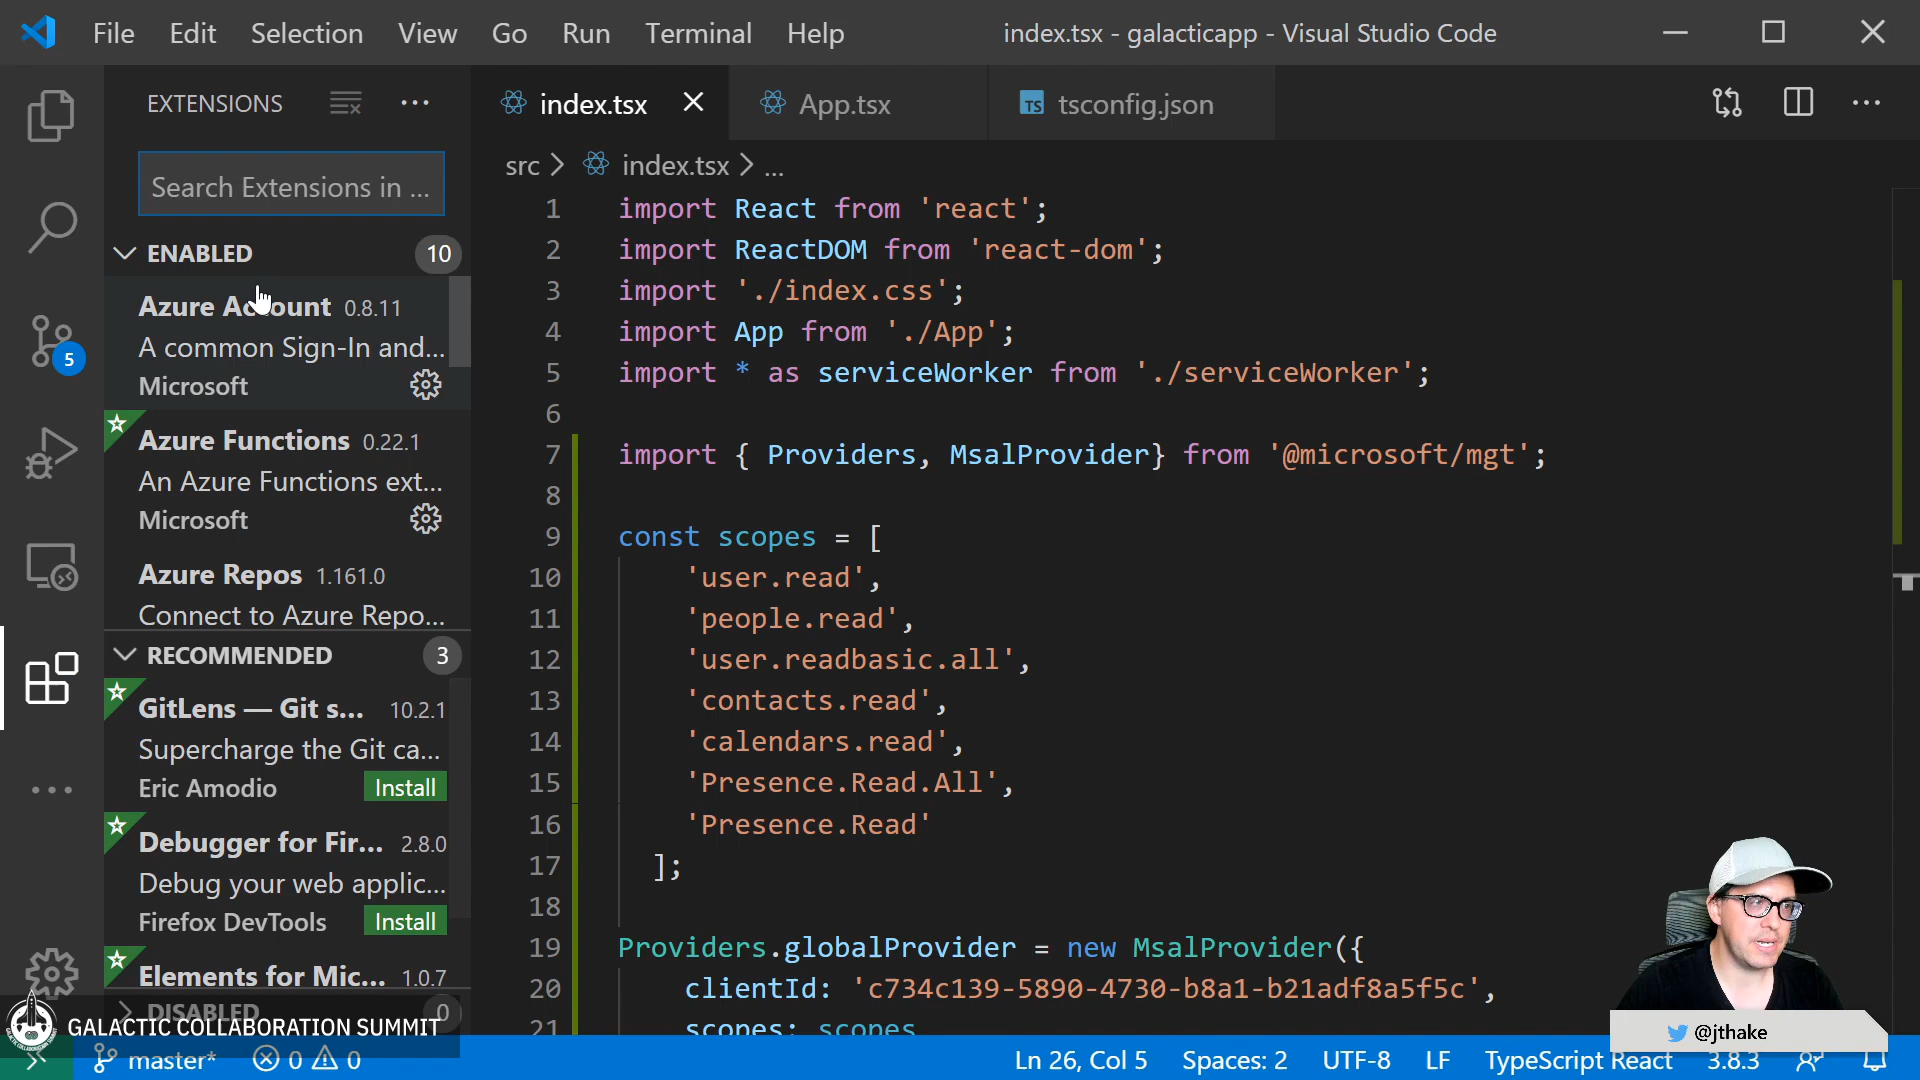 File Edit Selection View Go Run Terminal Help index.tsx - galacticapp - Visual Studio Code
EXTENSIONS
index.tsx App.tsx TS tsconfig.json
Search Extensions in ...
src > index.tsx > ...
ENABLED 10
Azure Account 0.8.11
A common Sign-In and...
Microsoft
Azure Functions 0.22.1
An Azure Functions ext...
Microsoft
Azure Repos 1.161.0
Connect to Azure Repo...
5
RECOMMENDED 3
GitLens — Git s... 10.2.1
Supercharge the Git ca...
Eric Amodio Install
Debugger for Fir... 2.8.0
Debug your web applic...
Firefox DevTools Install
Elements for Mic... 1.0.7
DISABLED 0
1 import React from 'react';
2 import ReactDOM from 'react-dom';
3 import './index.css';
4 import App from './App';
5 import * as serviceWorker from './serviceWorker';
6
7 import { Providers, MsalProvider} from '@microsoft/mgt';
8
9 const scopes = [
10 'user.read',
11 'people.read',
12 'user.readbasic.all',
13 'contacts.read',
14 'calendars.read',
15 'Presence.Read.All',
16 'Presence.Read'
17 ];
18
19 Providers.globalProvider = new MsalProvider({
20 clientId: 'c734c139-5890-4730-b8a1-b21adf8a5f5c',
21 scopes: scopes
GALACTIC COLLABORATION SUMMIT
@jthake
master* 0 0 Ln 26, Col 5 Spaces: 2 UTF-8 LF TypeScript React 3.8.3